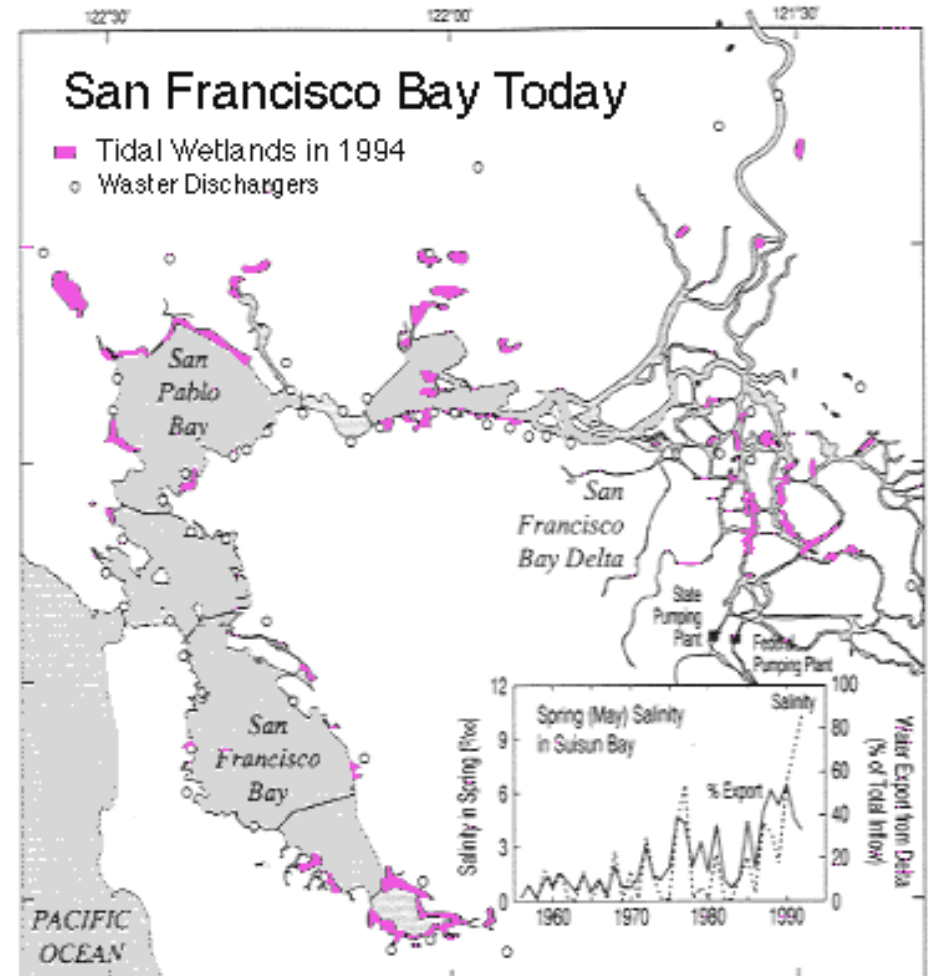 122°30'
122°00'
121°30'
San Francisco Bay Today
Tidal Wetlands in 1994
Waster Dischargers
San
Pablo
Bay
San
Francisco
Bay Delta
State
Pumping
Plant
Federal
Pumping Plant
San
Francisco
Bay
PACIFIC
OCEAN
Spring (May) Salinity
in Suisun Bay
Salinity
% Export
Salinity in Spring (‰)
12
9
6
3
0
100
80
60
40
20
0
Water Export from Delta
(% of Total Inflow)
1960
1970
1980
1990